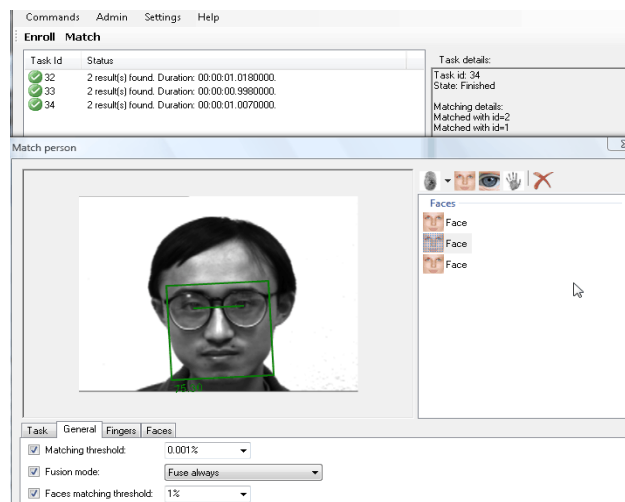 Commands Admin Settings Help
Enroll Match
Task Id Status
32 2 result(s) found. Duration: 00:00:01.0180000.
33 2 result(s) found. Duration: 00:00:00.9980000.
34 2 result(s) found. Duration: 00:00:01.0070000.
Task details:
Task id: 34
State: Finished
Matching details:
Matched with id=2
Matched with id=1
Match person
Faces
Face
Face
Face
Task General Fingers Faces
Matching threshold: 0.001%
Fusion mode: Fuse always
Faces matching threshold: 1%